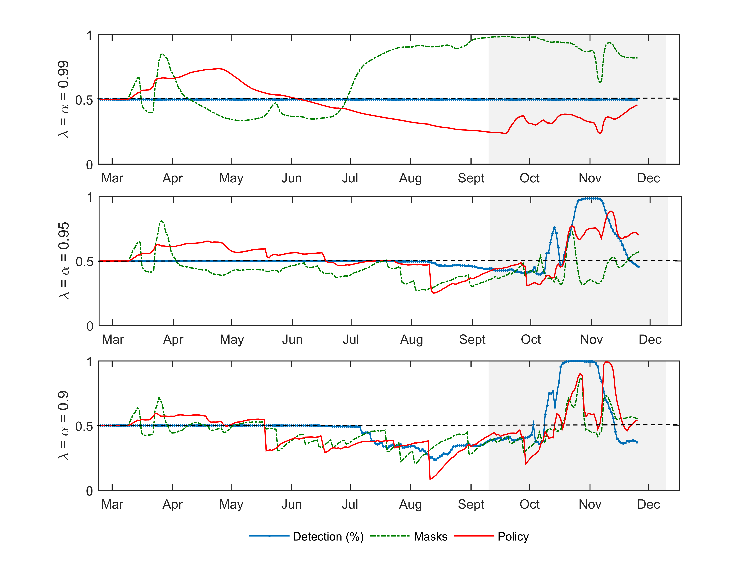 1
0.5
0
λ = α = 0.99
Mar Apr May Jun Jul Aug Sept Oct Nov Dec
1
0.5
0
λ = α = 0.95
Mar Apr May Jun Jul Aug Sept Oct Nov Dec
1
0.5
0
λ = α = 0.9
Mar Apr May Jun Jul Aug Sept Oct Nov Dec
Detection (%) Masks Policy